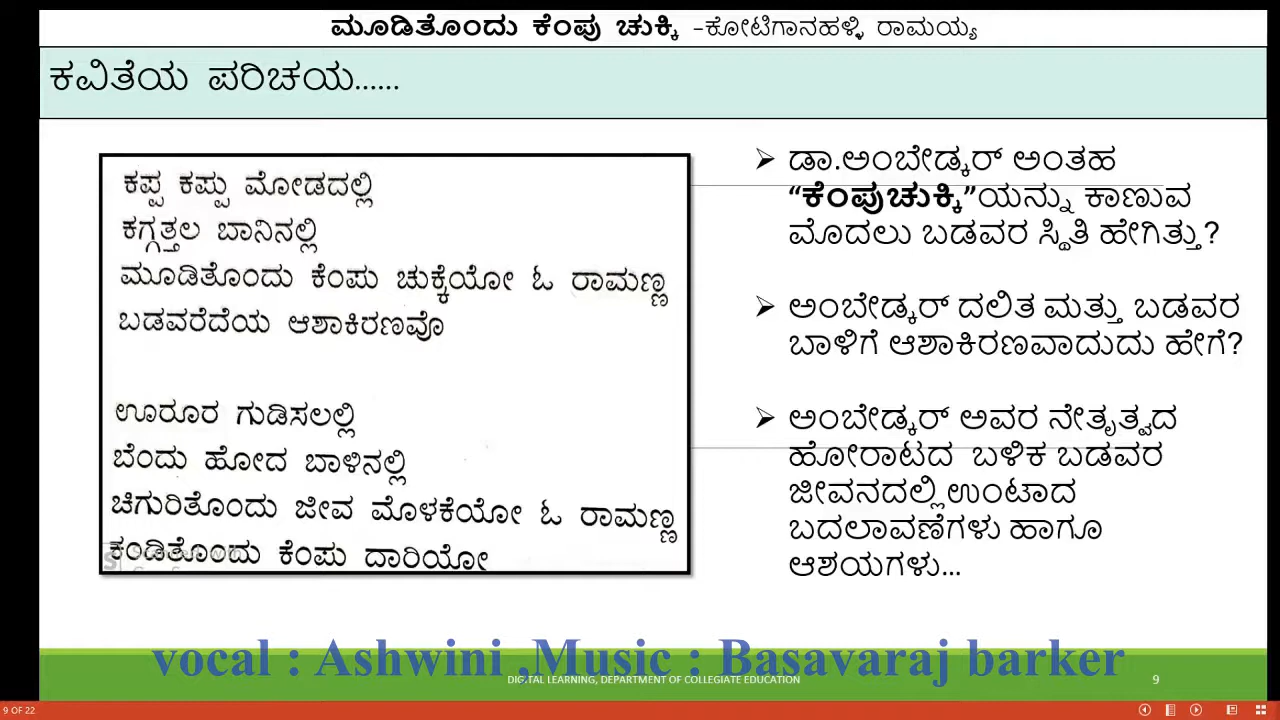 ಮೂಡಿತೊಂದು ಕೆಂಪು ಚುಕ್ಕಿ -ಕೋಟಿಗಾನಹಳ್ಳಿ ರಾಮಯ್ಯ
ಕವಿತೆಯ ಪರಿಚಯ......
ಕಪ್ಪ ಕಪ್ಪು ಮೋಡದಲ್ಲಿ
ಕಗ್ಗತ್ತಲ ಬಾನಿನಲ್ಲಿ
ಮೂಡಿತೊಂದು ಕೆಂಪು ಚುಕ್ಕೆಯೋ ಓ ರಾಮಣ್ಣ
ಬಡವರೆದೆಯ ಆಶಾಕಿರಣವೊ
ಊರೂರ ಗುಡಿಸಲಲ್ಲಿ
ಬೆಂದು ಹೋದ ಬಾಳಿನಲ್ಲಿ
ಚಿಗುರಿತೊಂದು ಜೀವ ಮೊಳಕೆಯೋ ಓ ರಾಮಣ್ಣ
ಕಂಡಿತೊಂದು ಕೆಂಪು ದಾರಿಯೋ
➢ ಡಾ.ಅಂಬೇಡ್ಕರ್ ಅಂತಹ
“ಕೆಂಪುಚುಕ್ಕಿ”ಯನ್ನು ಕಾಣುವ
ಮೊದಲು ಬಡವರ ಸ್ಥಿತಿ ಹೇಗಿತ್ತು?
➢ ಅಂಬೇಡ್ಕರ್ ದಲಿತ ಮತ್ತು ಬಡವರ
ಬಾಳಿಗೆ ಆಶಾಕಿರಣವಾದುದು ಹೇಗೆ?
➢ ಅಂಬೇಡ್ಕರ್ ಅವರ ನೇತೃತ್ವದ
ಹೋರಾಟದ ಬಳಿಕ ಬಡವರ
ಜೀವನದಲ್ಲಿ ಉಂಟಾದ
ಬದಲಾವಣೆಗಳು ಹಾಗೂ
ಆಶಯಗಳು...
vocal : Ashwini ,Music : Basavaraj barker
DIGITAL LEARNING, DEPARTMENT OF COLLEGIATE EDUCATION 9
9 OF 22